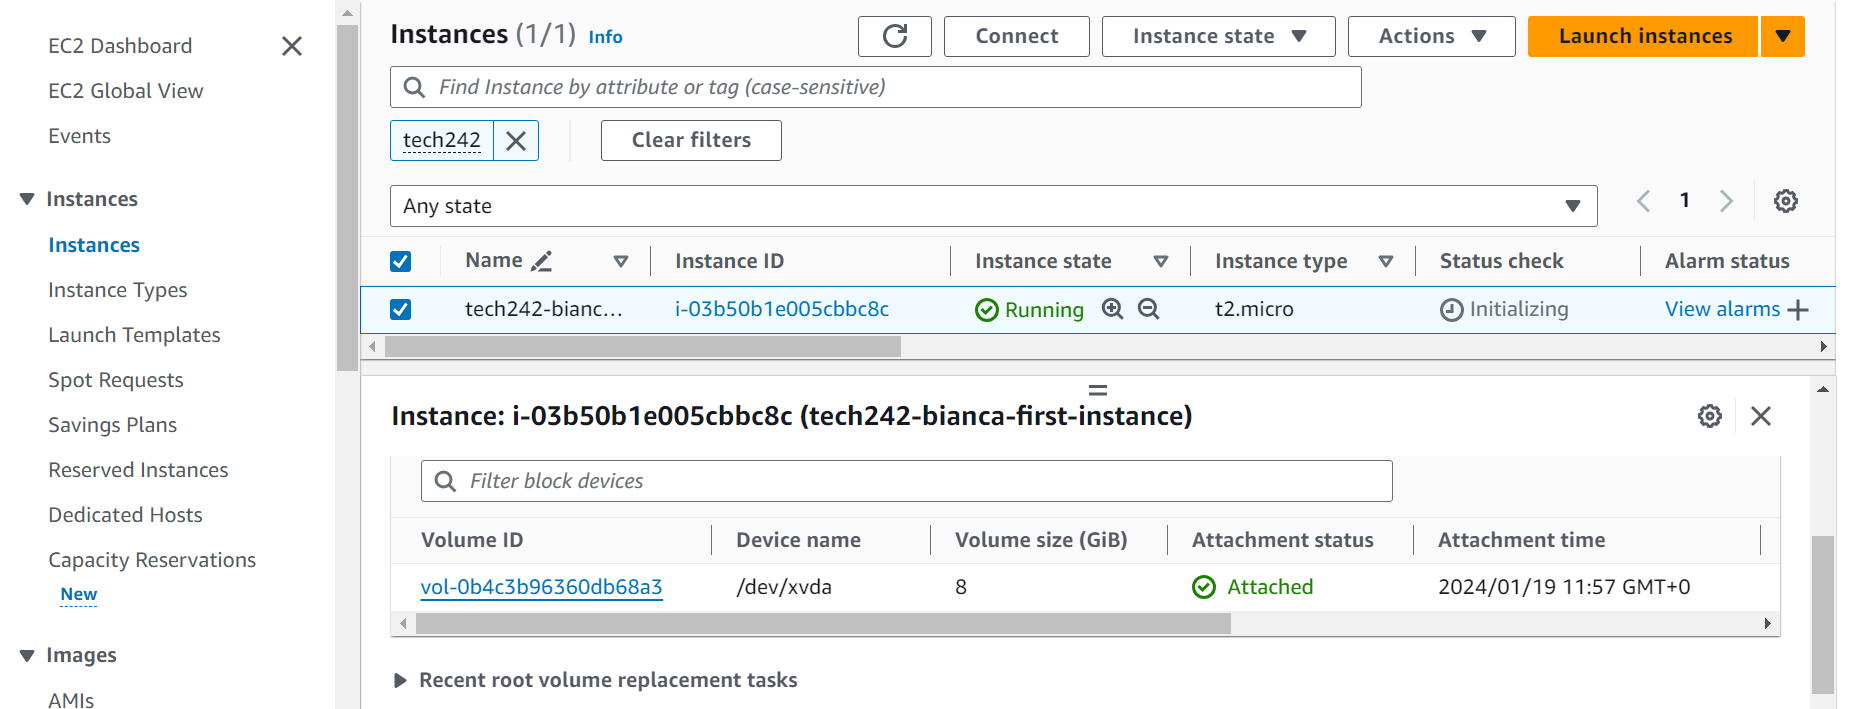 EC2 Dashboard
EC2 Global View
Events
Instances
Instances
Instance Types
Launch Templates
Spot Requests
Savings Plans
Reserved Instances
Dedicated Hosts
Capacity Reservations
New
Images
AMIs
Instances (1/1) Info
Connect
Instance state
Actions
Launch instances
Find Instance by attribute or tag (case-sensitive)
tech242
Clear filters
Any state
1
Name Instance ID Instance state Instance type Status check Alarm status
tech242-bianc... i-03b50b1e005cbbc8c Running t2.micro Initializing View alarms
Instance: i-03b50b1e005cbbc8c (tech242-bianca-first-instance)
Filter block devices
Volume ID Device name Volume size (GiB) Attachment status Attachment time
vol-0b4c3b96360db68a3 /dev/xvda 8 Attached 2024/01/19 11:57 GMT+0
Recent root volume replacement tasks